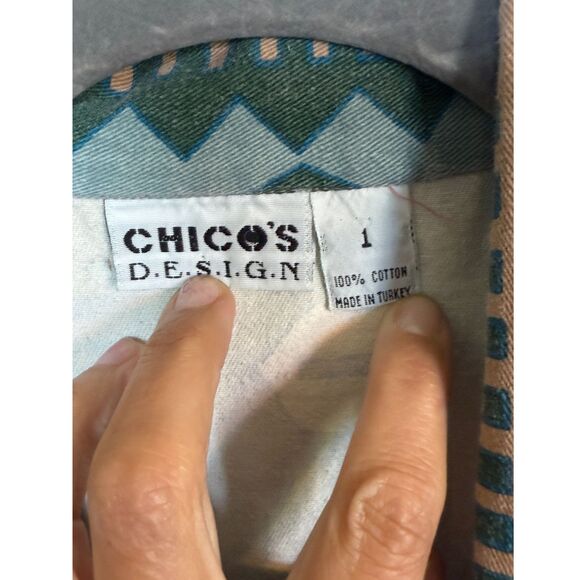 CHICO'S
D.E.S.I.G.N
1
100% COTTON
MADE IN TURKEY